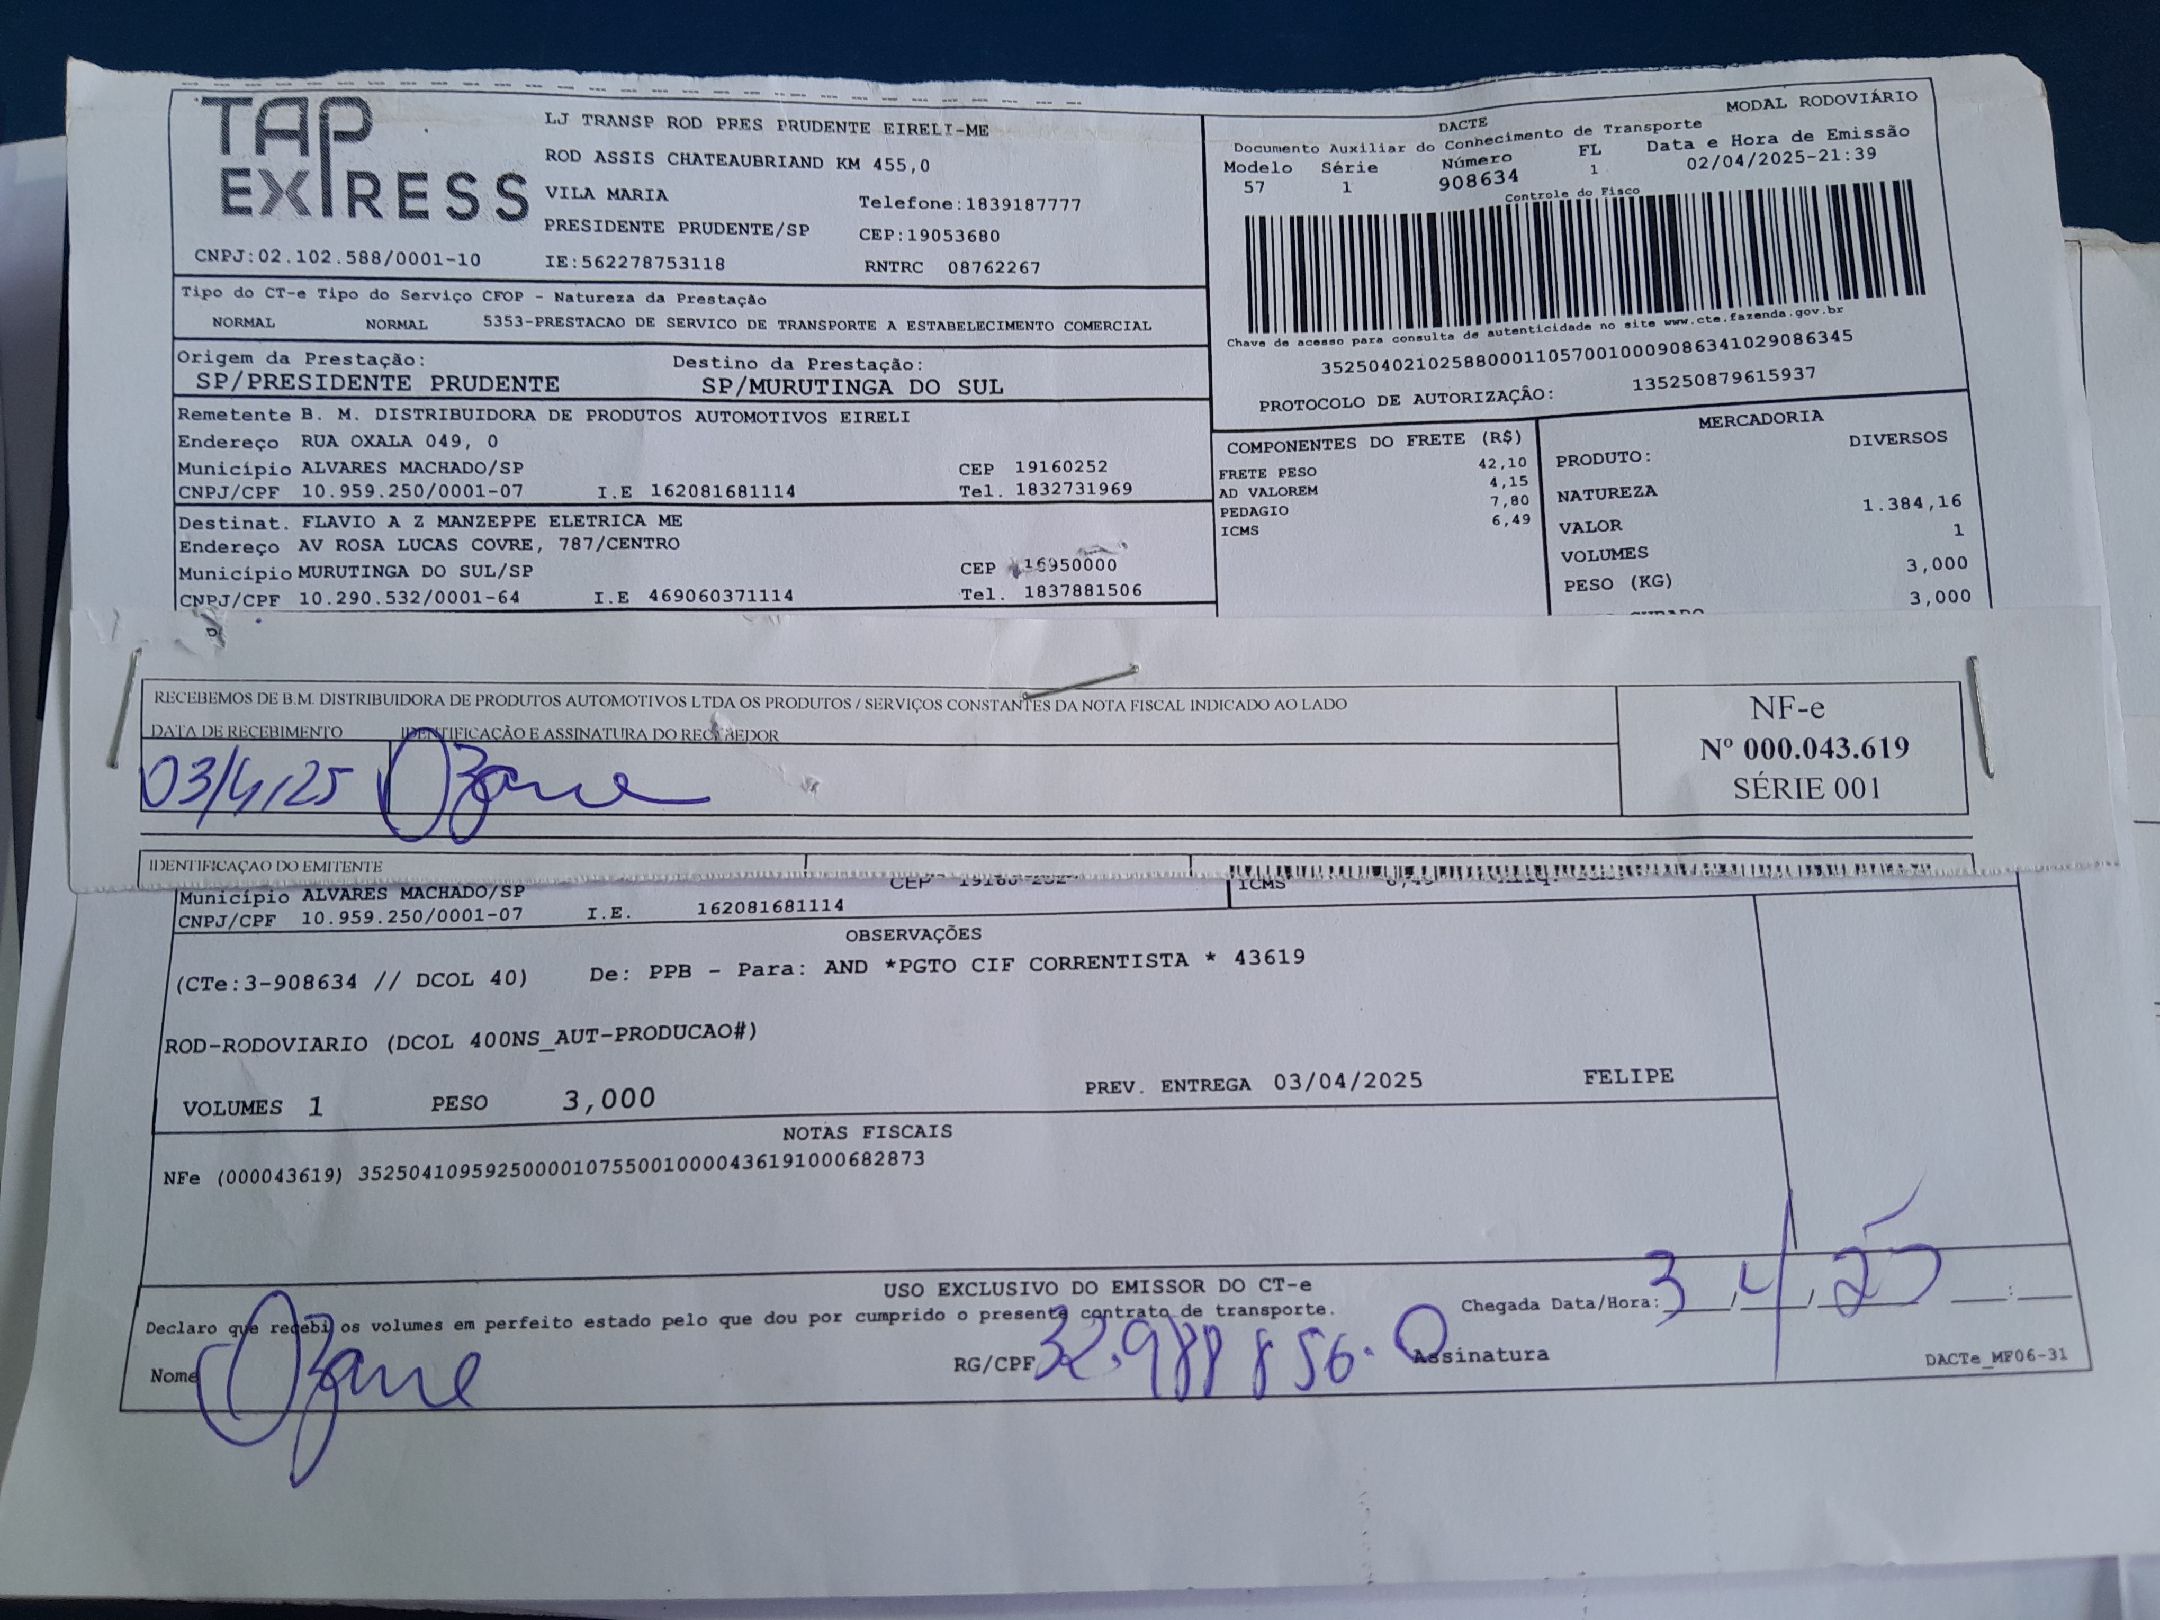 TAP EXPRESS
CNPJ:02.102.588/0001-10
LJ TRANSP ROD PRES PRUDENTE EIRELI-ME
ROD ASSIS CHATEAUBRIAND KM 455,0
VILA MARIA Telefone:1839187777
PRESIDENTE PRUDENTE/SP CEP:19053680
IE:562278753118 RNTRC 08762267
DACTE MODAL RODOVIÁRIO
Documento Auxiliar do Conhecimento de Transporte
Modelo Série Número FL Data e Hora de Emissão
57 1 908634 1 02/04/2025-21:39
Controle do Fisco
Chave de acesso para consulta de autenticidade no site www.cte.fazenda.gov.br
35250402102588000110570010009086341029086345
PROTOCOLO DE AUTORIZAÇÂO: 135250879615937
Tipo do CT-e Tipo do Serviço CFOP - Natureza da Prestação
NORMAL NORMAL 5353-PRESTACAO DE SERVICO DE TRANSPORTE A ESTABELECIMENTO COMERCIAL
Origem da Prestação: Destino da Prestação:
SP/PRESIDENTE PRUDENTE SP/MURUTINGA DO SUL
Remetente B. M. DISTRIBUIDORA DE PRODUTOS AUTOMOTIVOS EIRELI
Endereço RUA OXALA 049, 0
Município ALVARES MACHADO/SP CEP 19160252
CNPJ/CPF 10.959.250/0001-07 I.E 162081681114 Tel. 1832731969
Destinat. FLAVIO A Z MANZEPPE ELETRICA ME
Endereço AV ROSA LUCAS COVRE, 787/CENTRO
Município MURUTINGA DO SUL/SP CEP 16950000
CNPJ/CPF 10.290.532/0001-64 I.E 469060371114 Tel. 1837881506
COMPONENTES DO FRETE (R$)
FRETE PESO 42,10
AD VALOREM 4,15
PEDAGIO 7,80
ICMS 6,49
MERCADORIA
PRODUTO: DIVERSOS
NATUREZA
VALOR 1.384,16
VOLUMES 1
PESO (KG) 3,000
3,000
RECEBEMOS DE B.M. DISTRIBUIDORA DE PRODUTOS AUTOMOTIVOS LTDA OS PRODUTOS / SERVIÇOS CONSTANTES DA NOTA FISCAL INDICADO AO LADO
DATA DE RECEBIMENTO IDENTIFICAÇÃO E ASSINATURA DO RECEBEDOR
03/4/25 Ozane
NF-e
Nº 000.043.619
SÉRIE 001
IDENTIFICAÇAO DO EMITENTE
Município ALVARES MACHADO/SP CEP
ICMS
CNPJ/CPF 10.959.250/0001-07 I.E. 162081681114
OBSERVAÇÕES
(CTe:3-908634 // DCOL 40) De: PPB - Para: AND *PGTO CIF CORRENTISTA * 43619
ROD-RODOVIARIO (DCOL 400NS_AUT-PRODUCAO#)
VOLUMES 1 PESO 3,000 PREV. ENTREGA 03/04/2025 FELIPE
NOTAS FISCAIS
NFe (000043619) 35250410959250000107550010000436191000682873
USO EXCLUSIVO DO EMISSOR DO CT-e
Declaro que recebi os volumes em perfeito estado pelo que dou por cumprido o presente contrato de transporte. Chegada Data/Hora: 3/4/25 __:__
Nome Ozane RG/CPF 32.988856.0 Assinatura DACTe_MF06-31